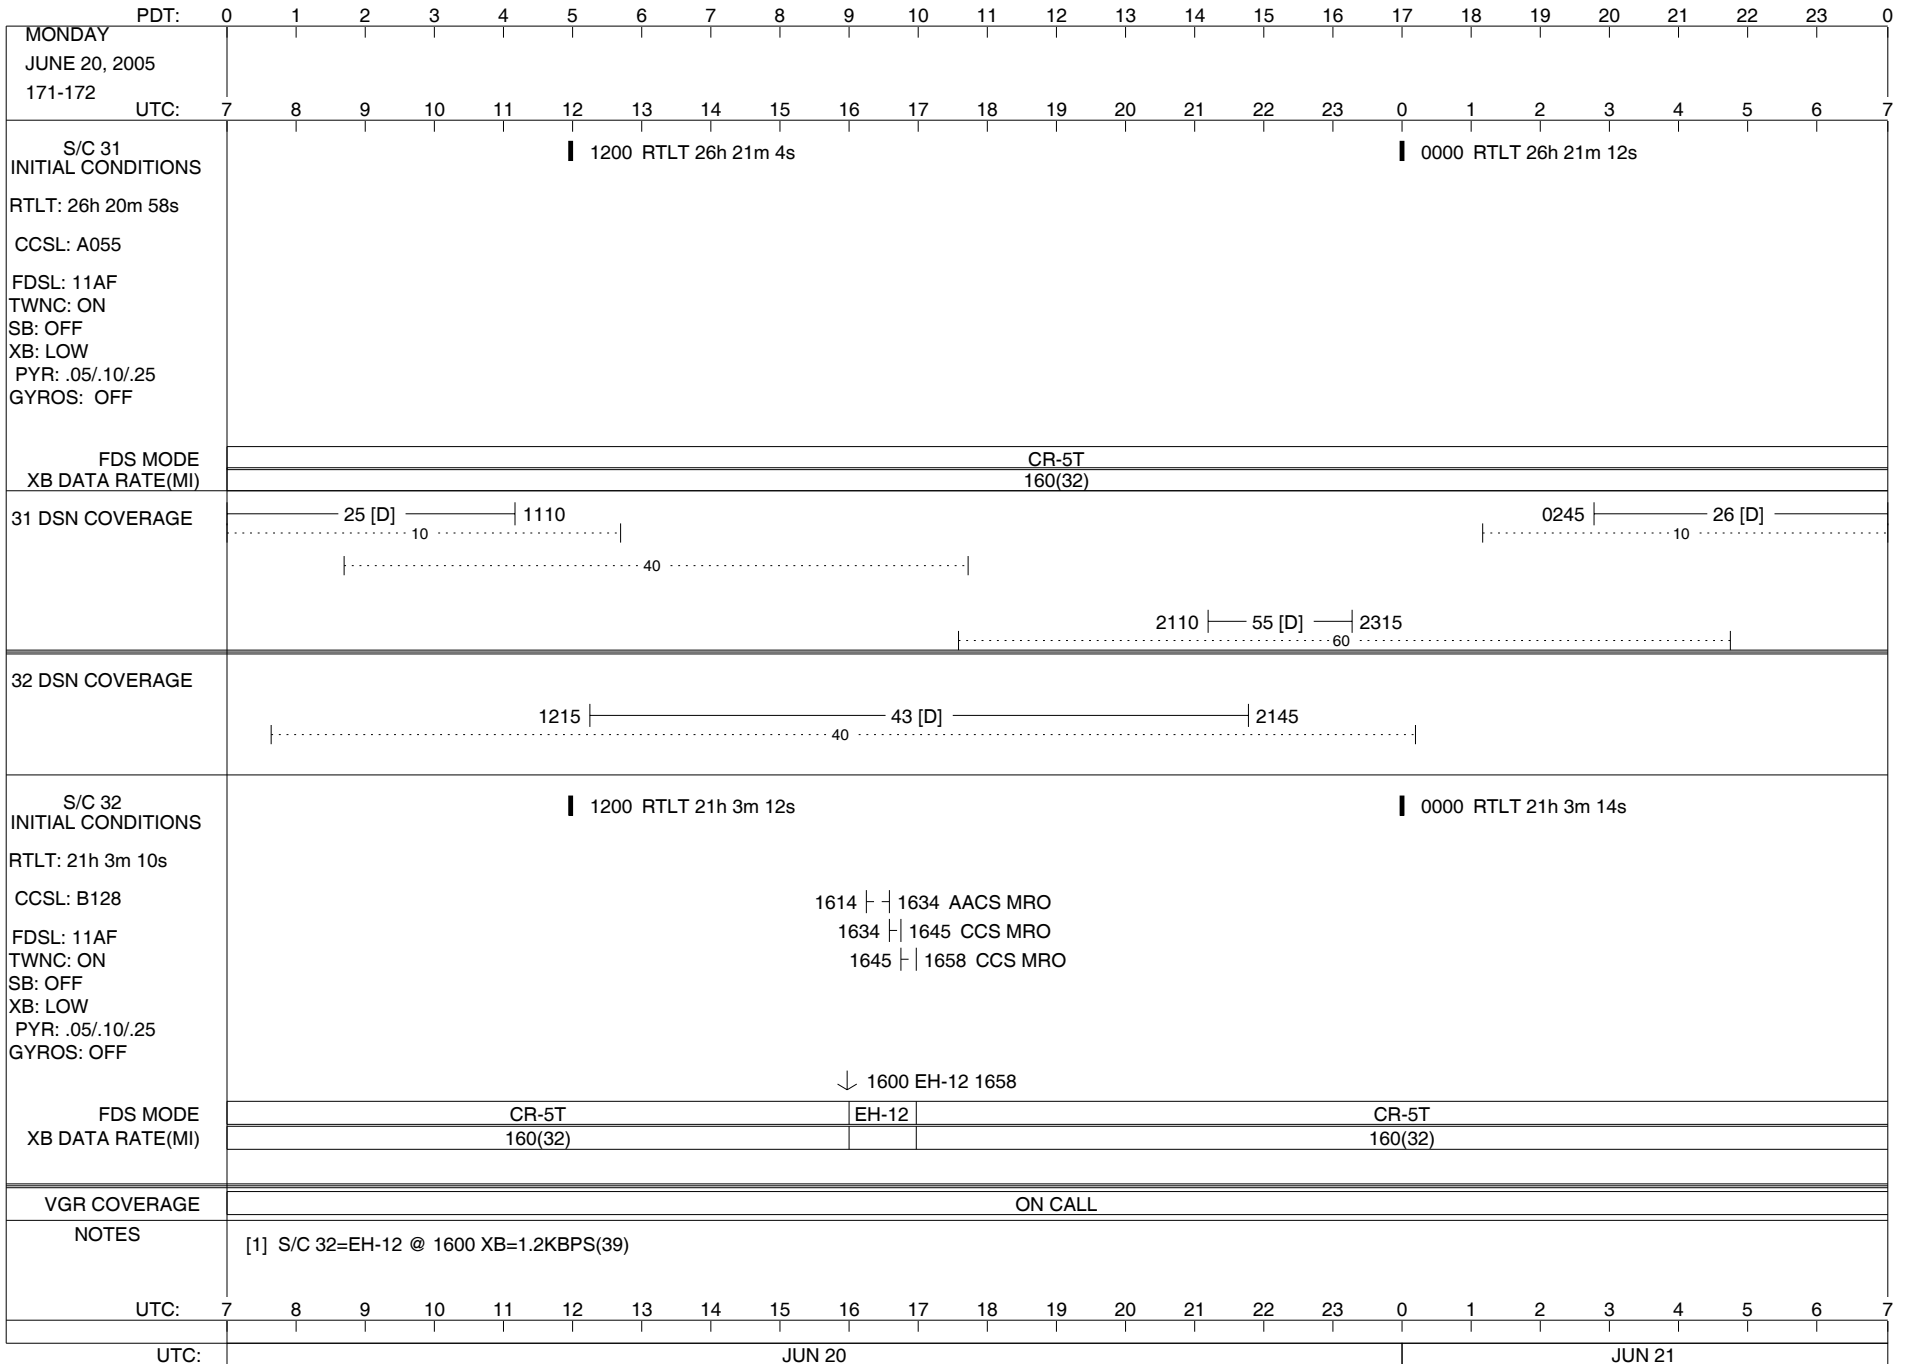 PDT: 0 1 2 3 4 5 6 7 8 9 10 11 12 13 14 15 16 17 18 19 20 21 22 23 0
MONDAY
JUNE 20, 2005
171-172
UTC: 7 8 9 10 11 12 13 14 15 16 17 18 19 20 21 22 23 0 1 2 3 4 5 6 7
S/C 31
INITIAL CONDITIONS
1200 RTLT 26h 21m 4s
0000 RTLT 26h 21m 12s
RTLT: 26h 20m 58s
CCSL: A055
FDSL: 11AF
TWNC: ON
SB: OFF
XB: LOW
PYR: .05/.10/.25
GYROS: OFF
FDS MODE CR-5T
XB DATA RATE(MI) 160(32)
31 DSN COVERAGE 25 [D] 1110 0245 26 [D]
10 10
40
2110 55 [D] 2315
60
32 DSN COVERAGE
1215 43 [D] 2145
40
S/C 32
INITIAL CONDITIONS
1200 RTLT 21h 3m 12s
0000 RTLT 21h 3m 14s
RTLT: 21h 3m 10s
CCSL: B128
1614 1634 AACS MRO
1634 1645 CCS MRO
1645 1658 CCS MRO
FDSL: 11AF
TWNC: ON
SB: OFF
XB: LOW
PYR: .05/.10/.25
GYROS: OFF
1600 EH-12 1658
FDS MODE CR-5T EH-12 CR-5T
XB DATA RATE(MI) 160(32) 160(32)
VGR COVERAGE ON CALL
NOTES
[1] S/C 32=EH-12 @ 1600 XB=1.2KBPS(39)
UTC: 7 8 9 10 11 12 13 14 15 16 17 18 19 20 21 22 23 0 1 2 3 4 5 6 7
UTC: JUN 20 JUN 21